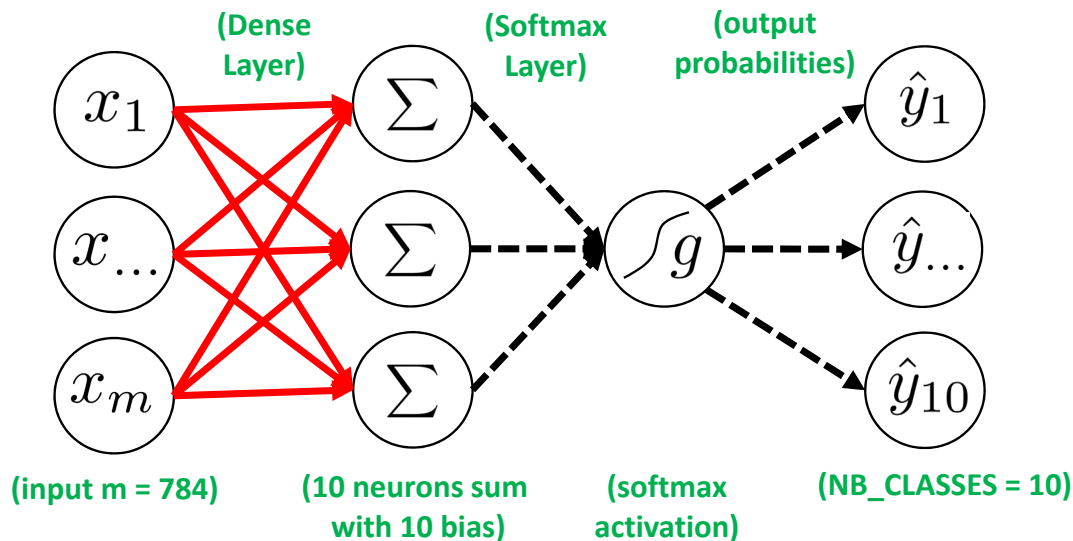 (Dense
Layer)
(Softmax
Layer)
(output
probabilities)
x₁
∑
ŷ₁
x...
∑
g
ŷ...
xₘ
∑
ŷ₁₀
(input m = 784)
(10 neurons sum
with 10 bias)
(softmax
activation)
(NB_CLASSES = 10)